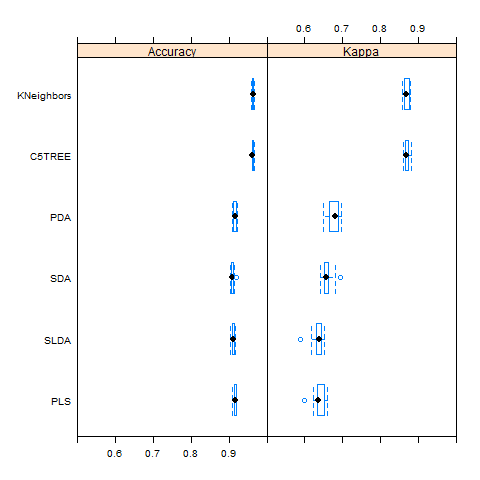 0.6 0.7 0.8 0.9
Accuracy Kappa
KNeighbors
C5TREE
PDA
SDA
SLDA
PLS
0.6 0.7 0.8 0.9